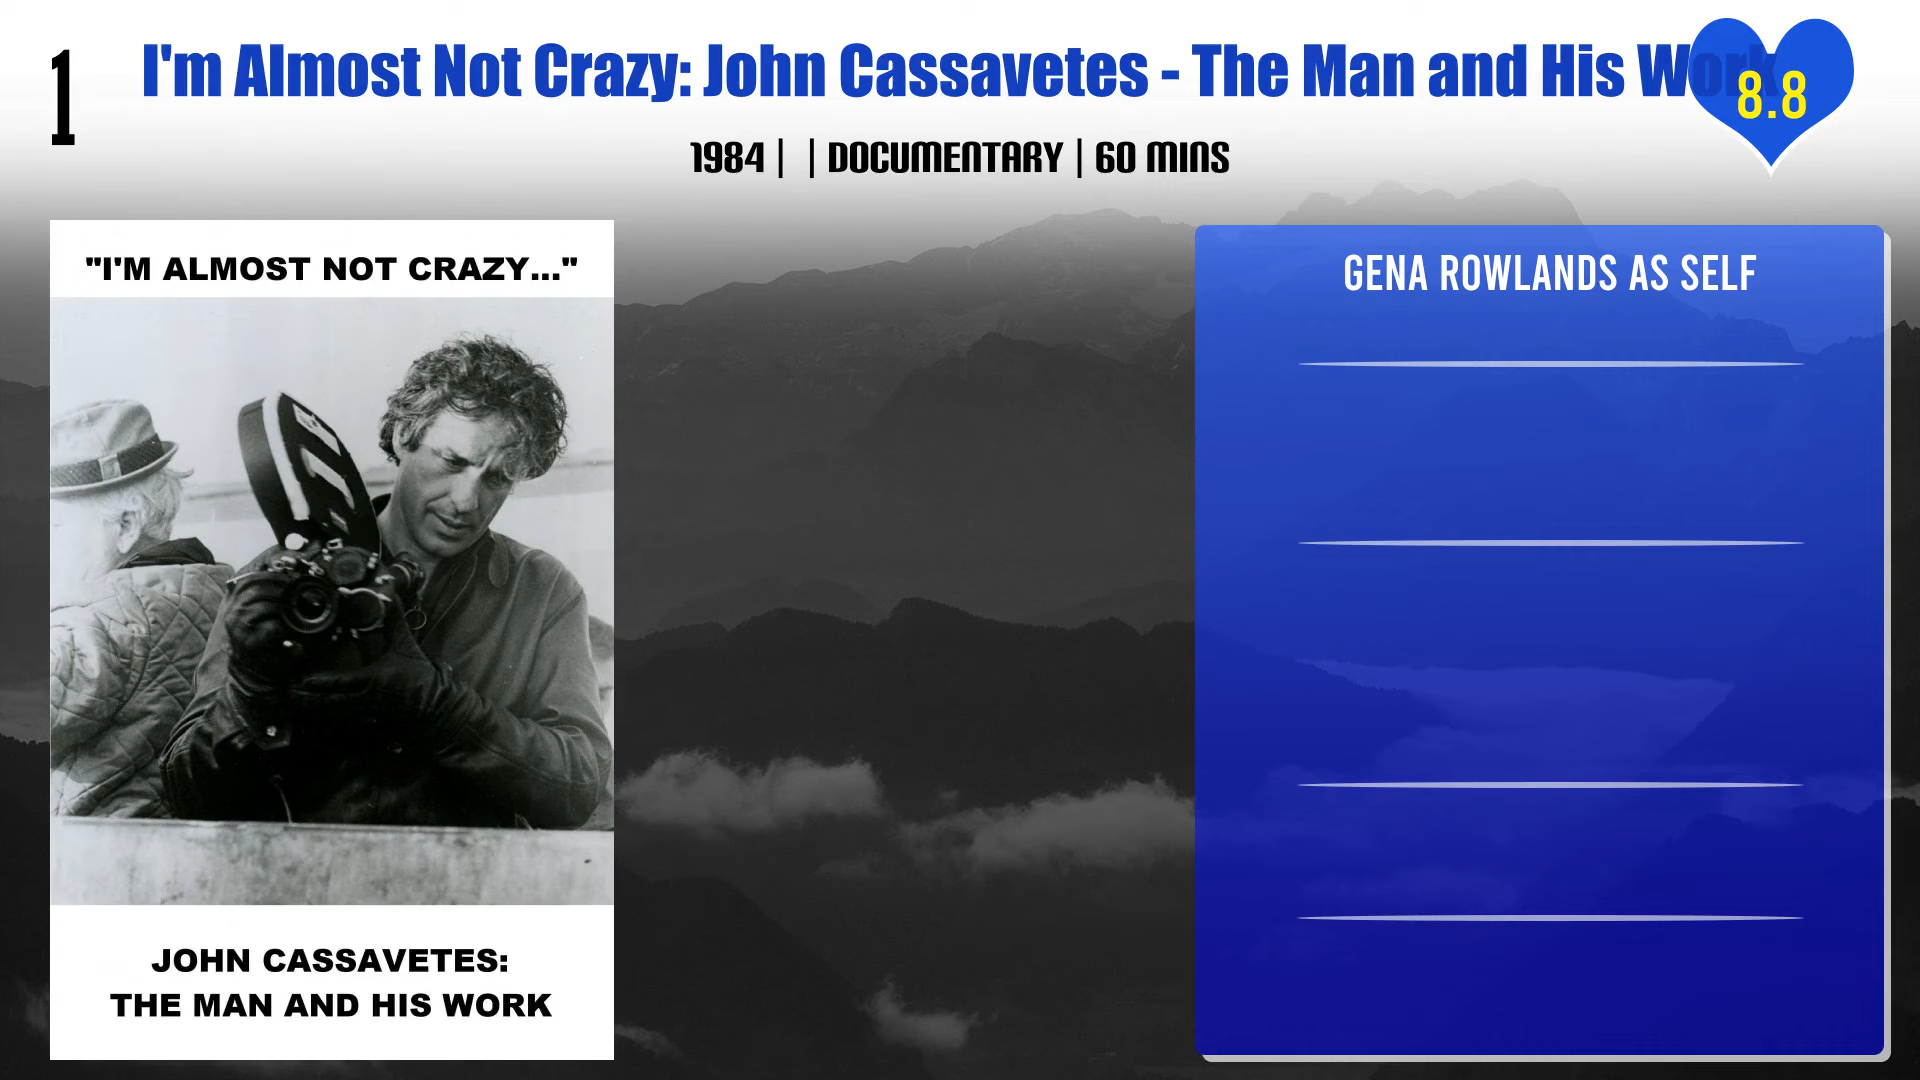 1
I'm Almost Not Crazy: John Cassavetes - The Man and His Work
8.8
1984 | | DOCUMENTARY | 60 MINS
"I'M ALMOST NOT CRAZY..."
GENA ROWLANDS AS SELF
JOHN CASSAVETES:
THE MAN AND HIS WORK